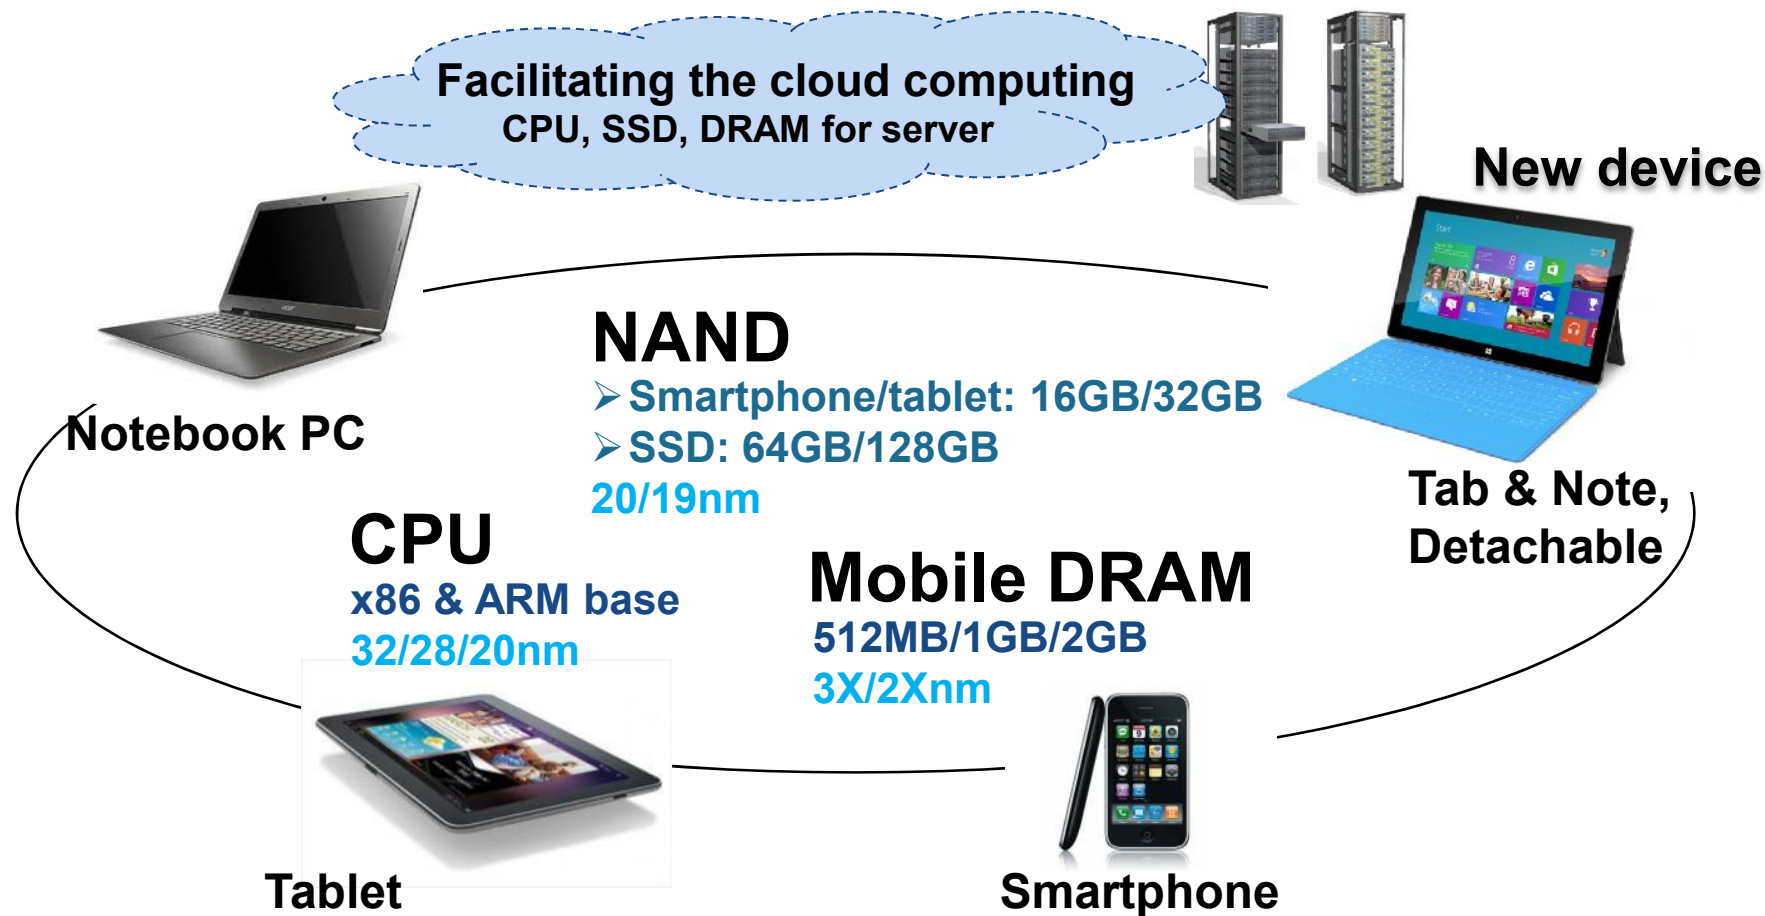 Facilitating the cloud computing
CPU, SSD, DRAM for server
New device
NAND
➢ Smartphone/tablet: 16GB/32GB
➢ SSD: 64GB/128GB
20/19nm
Notebook PC
Tab & Note,
Detachable
CPU
x86 & ARM base
32/28/20nm
Mobile DRAM
512MB/1GB/2GB
3X/2Xnm
Tablet
Smartphone
Start